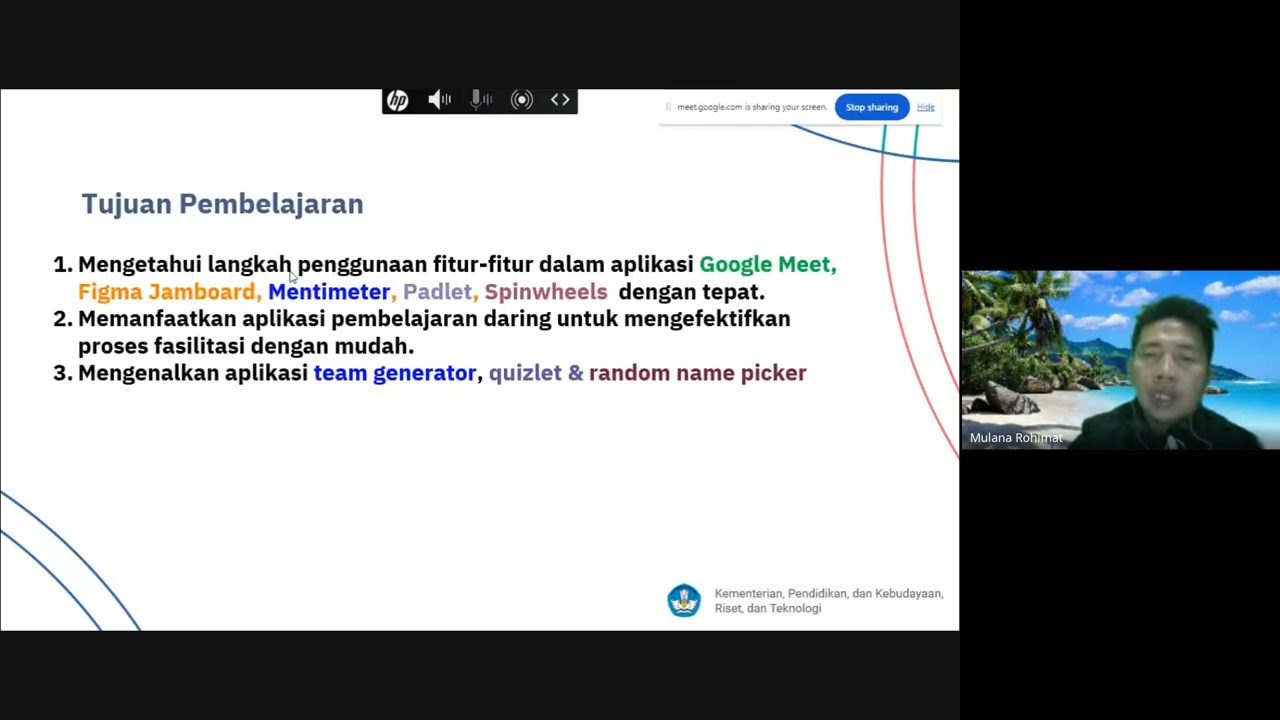 hp
meet.google.com is sharing your screen. Stop sharing Hide
Tujuan Pembelajaran
1. Mengetahui langkah penggunaan fitur-fitur dalam aplikasi Google Meet,
Figma Jamboard, Mentimeter, Padlet, Spinwheels dengan tepat.
2. Memanfaatkan aplikasi pembelajaran daring untuk mengefektifkan
proses fasilitasi dengan mudah.
3. Mengenalkan aplikasi team generator, quizlet & random name picker
Mulana Rohimat
Kementerian, Pendidikan, dan Kebudayaan,
Riset, dan Teknologi